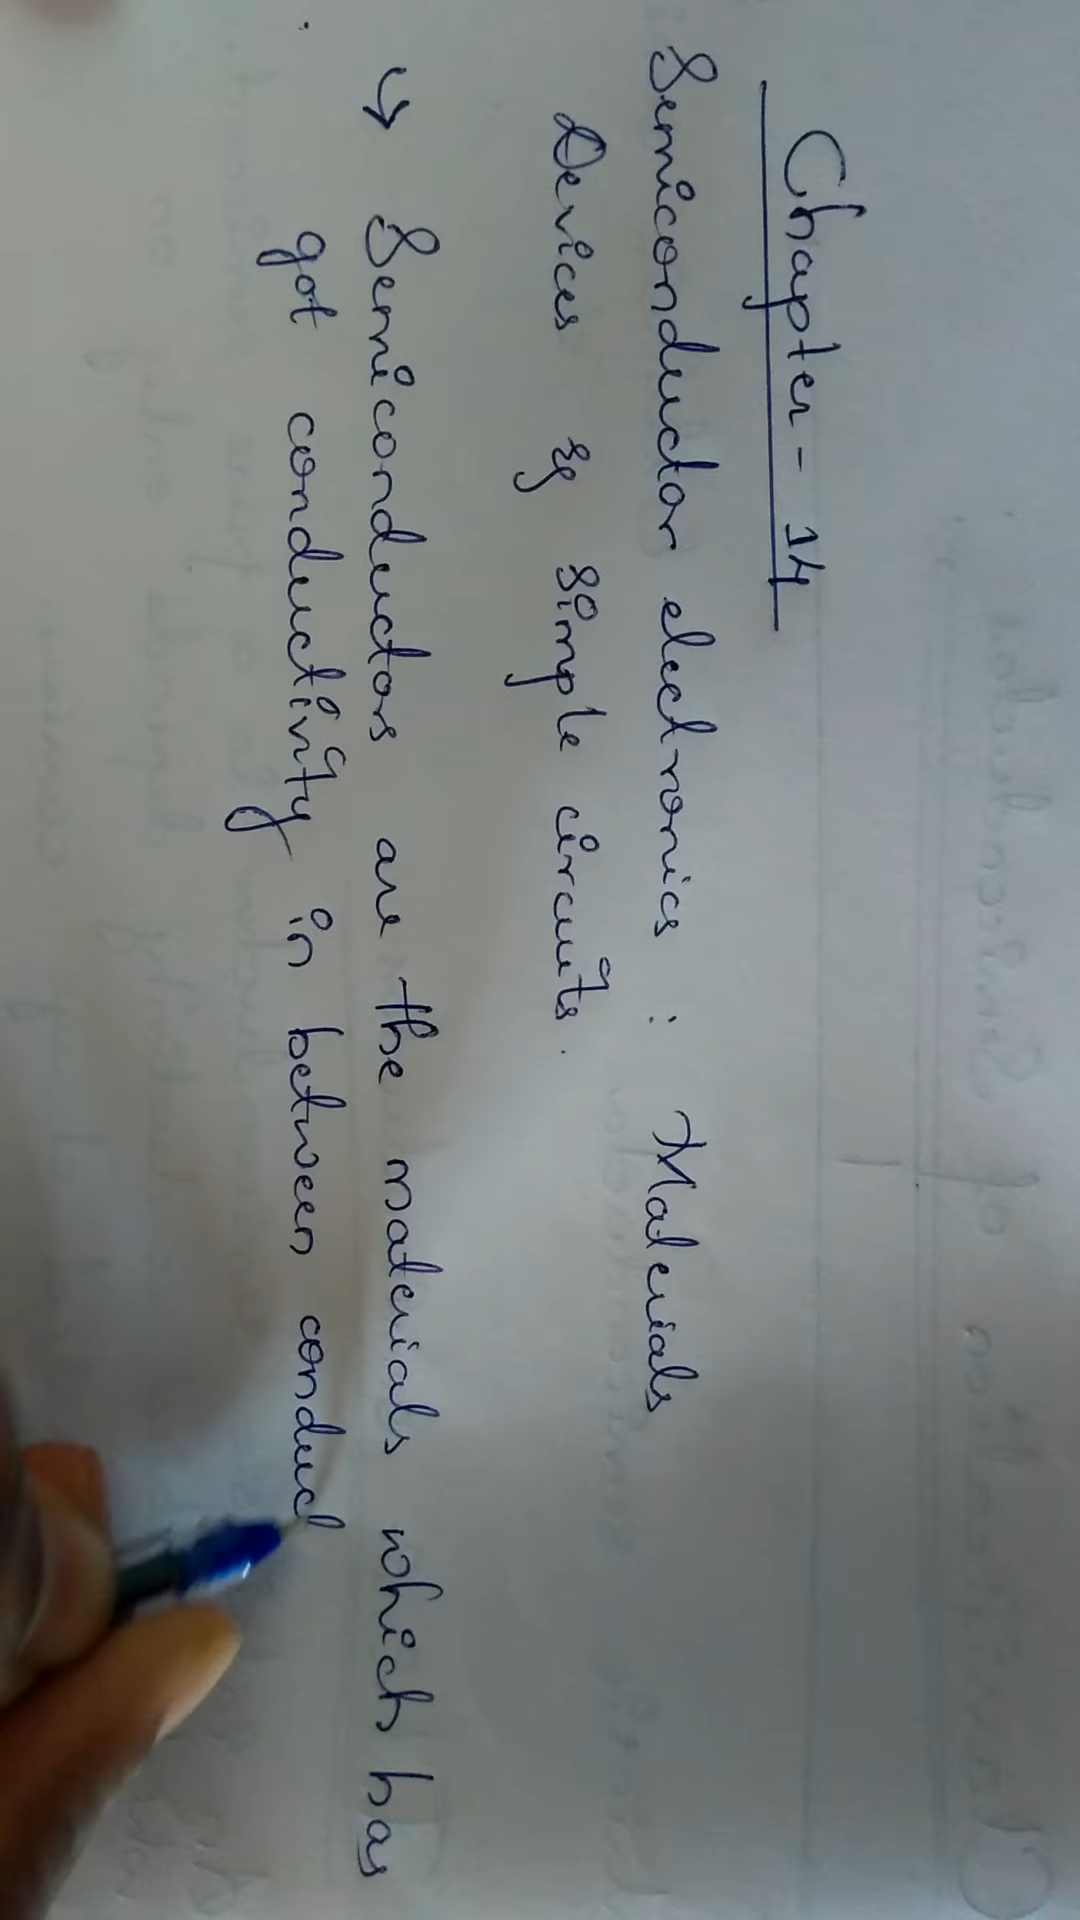 Chapter - 14
Semiconductor electronics : Materials
Devices & Simple circuits.
→ Semiconductors are the materials which has
got conductivity in between conduct